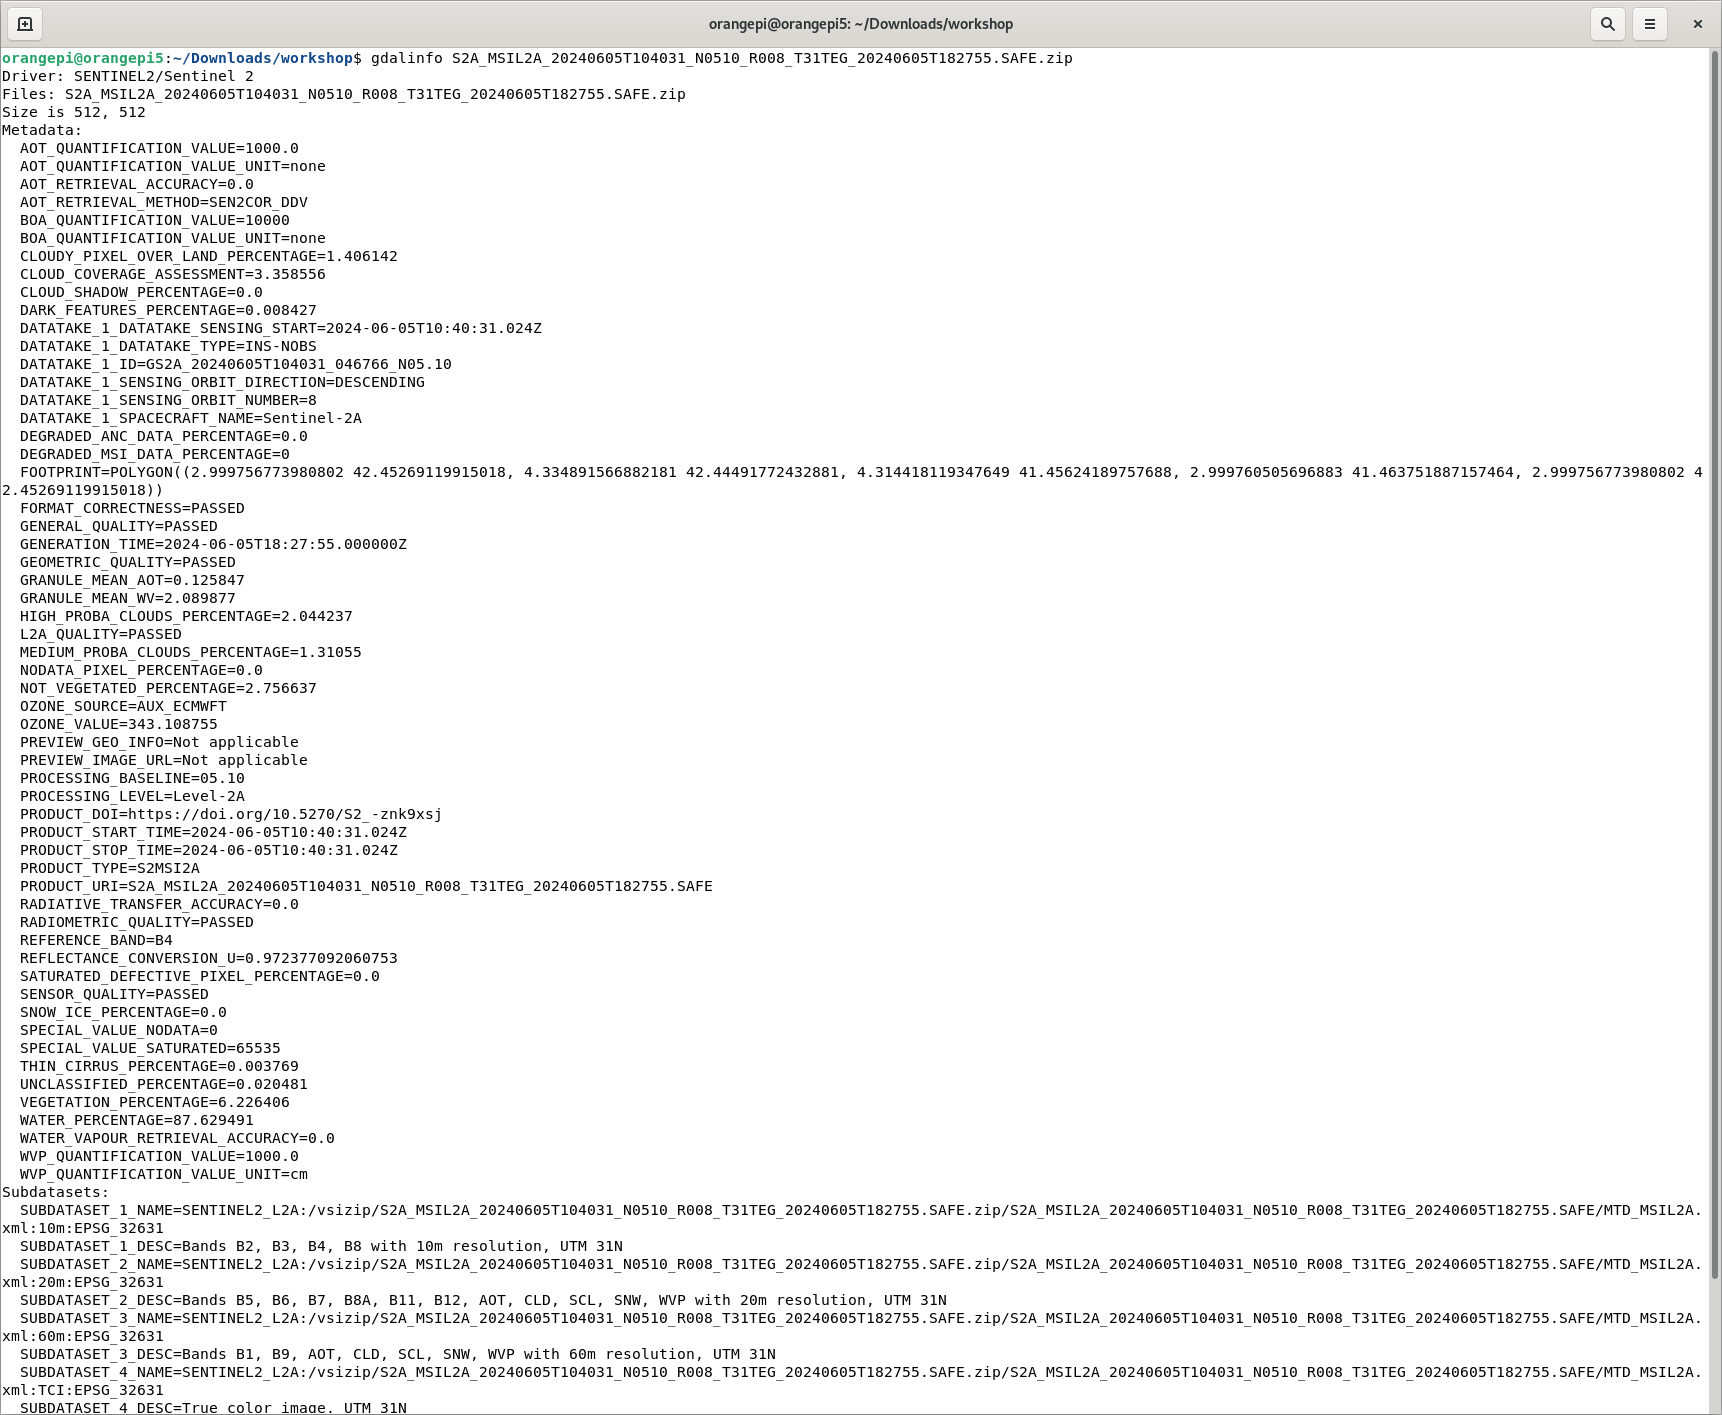 orangepi@orangepi5: ~/Downloads/workshop
orangepi@orangepi5:~/Downloads/workshop$ gdalinfo S2A_MSIL2A_20240605T104031_N0510_R008_T31TEG_20240605T182755.SAFE.zip
Driver: SENTINEL2/Sentinel 2
Files: S2A_MSIL2A_20240605T104031_N0510_R008_T31TEG_20240605T182755.SAFE.zip
Size is 512, 512
Metadata:
  AOT_QUANTIFICATION_VALUE=1000.0
  AOT_QUANTIFICATION_VALUE_UNIT=none
  AOT_RETRIEVAL_ACCURACY=0.0
  AOT_RETRIEVAL_METHOD=SEN2COR_DDV
  BOA_QUANTIFICATION_VALUE=10000
  BOA_QUANTIFICATION_VALUE_UNIT=none
  CLOUDY_PIXEL_OVER_LAND_PERCENTAGE=1.406142
  CLOUD_COVERAGE_ASSESSMENT=3.358556
  CLOUD_SHADOW_PERCENTAGE=0.0
  DARK_FEATURES_PERCENTAGE=0.008427
  DATATAKE_1_DATATAKE_SENSING_START=2024-06-05T10:40:31.024Z
  DATATAKE_1_DATATAKE_TYPE=INS-NOBS
  DATATAKE_1_ID=GS2A_20240605T104031_046766_N05.10
  DATATAKE_1_SENSING_ORBIT_DIRECTION=DESCENDING
  DATATAKE_1_SENSING_ORBIT_NUMBER=8
  DATATAKE_1_SPACECRAFT_NAME=Sentinel-2A
  DEGRADED_ANC_DATA_PERCENTAGE=0.0
  DEGRADED_MSI_DATA_PERCENTAGE=0
  FOOTPRINT=POLYGON((2.999756773980802 42.45269119915018, 4.334891566882181 42.44491772432881, 4.314418119347649 41.45624189757688, 2.999760505696883 41.463751887157464, 2.999756773980802 4
2.45269119915018))
  FORMAT_CORRECTNESS=PASSED
  GENERAL_QUALITY=PASSED
  GENERATION_TIME=2024-06-05T18:27:55.000000Z
  GEOMETRIC_QUALITY=PASSED
  GRANULE_MEAN_AOT=0.125847
  GRANULE_MEAN_WV=2.089877
  HIGH_PROBA_CLOUDS_PERCENTAGE=2.044237
  L2A_QUALITY=PASSED
  MEDIUM_PROBA_CLOUDS_PERCENTAGE=1.31055
  NODATA_PIXEL_PERCENTAGE=0.0
  NOT_VEGETATED_PERCENTAGE=2.756637
  OZONE_SOURCE=AUX_ECMWFT
  OZONE_VALUE=343.108755
  PREVIEW_GEO_INFO=Not applicable
  PREVIEW_IMAGE_URL=Not applicable
  PROCESSING_BASELINE=05.10
  PROCESSING_LEVEL=Level-2A
  PRODUCT_DOI=https://doi.org/10.5270/S2_-znk9xsj
  PRODUCT_START_TIME=2024-06-05T10:40:31.024Z
  PRODUCT_STOP_TIME=2024-06-05T10:40:31.024Z
  PRODUCT_TYPE=S2MSI2A
  PRODUCT_URI=S2A_MSIL2A_20240605T104031_N0510_R008_T31TEG_20240605T182755.SAFE
  RADIATIVE_TRANSFER_ACCURACY=0.0
  RADIOMETRIC_QUALITY=PASSED
  REFERENCE_BAND=B4
  REFLECTANCE_CONVERSION_U=0.972377092060753
  SATURATED_DEFECTIVE_PIXEL_PERCENTAGE=0.0
  SENSOR_QUALITY=PASSED
  SNOW_ICE_PERCENTAGE=0.0
  SPECIAL_VALUE_NODATA=0
  SPECIAL_VALUE_SATURATED=65535
  THIN_CIRRUS_PERCENTAGE=0.003769
  UNCLASSIFIED_PERCENTAGE=0.020481
  VEGETATION_PERCENTAGE=6.226406
  WATER_PERCENTAGE=87.629491
  WATER_VAPOUR_RETRIEVAL_ACCURACY=0.0
  WVP_QUANTIFICATION_VALUE=1000.0
  WVP_QUANTIFICATION_VALUE_UNIT=cm
Subdatasets:
  SUBDATASET_1_NAME=SENTINEL2_L2A:/vsizip/S2A_MSIL2A_20240605T104031_N0510_R008_T31TEG_20240605T182755.SAFE.zip/S2A_MSIL2A_20240605T104031_N0510_R008_T31TEG_20240605T182755.SAFE/MTD_MSIL2A.
xml:10m:EPSG_32631
  SUBDATASET_1_DESC=Bands B2, B3, B4, B8 with 10m resolution, UTM 31N
  SUBDATASET_2_NAME=SENTINEL2_L2A:/vsizip/S2A_MSIL2A_20240605T104031_N0510_R008_T31TEG_20240605T182755.SAFE.zip/S2A_MSIL2A_20240605T104031_N0510_R008_T31TEG_20240605T182755.SAFE/MTD_MSIL2A.
xml:20m:EPSG_32631
  SUBDATASET_2_DESC=Bands B5, B6, B7, B8A, B11, B12, AOT, CLD, SCL, SNW, WVP with 20m resolution, UTM 31N
  SUBDATASET_3_NAME=SENTINEL2_L2A:/vsizip/S2A_MSIL2A_20240605T104031_N0510_R008_T31TEG_20240605T182755.SAFE.zip/S2A_MSIL2A_20240605T104031_N0510_R008_T31TEG_20240605T182755.SAFE/MTD_MSIL2A.
xml:60m:EPSG_32631
  SUBDATASET_3_DESC=Bands B1, B9, AOT, CLD, SCL, SNW, WVP with 60m resolution, UTM 31N
  SUBDATASET_4_NAME=SENTINEL2_L2A:/vsizip/S2A_MSIL2A_20240605T104031_N0510_R008_T31TEG_20240605T182755.SAFE.zip/S2A_MSIL2A_20240605T104031_N0510_R008_T31TEG_20240605T182755.SAFE/MTD_MSIL2A.
xml:TCI:EPSG_32631
  SUBDATASET_4_DESC=True color image, UTM 31N